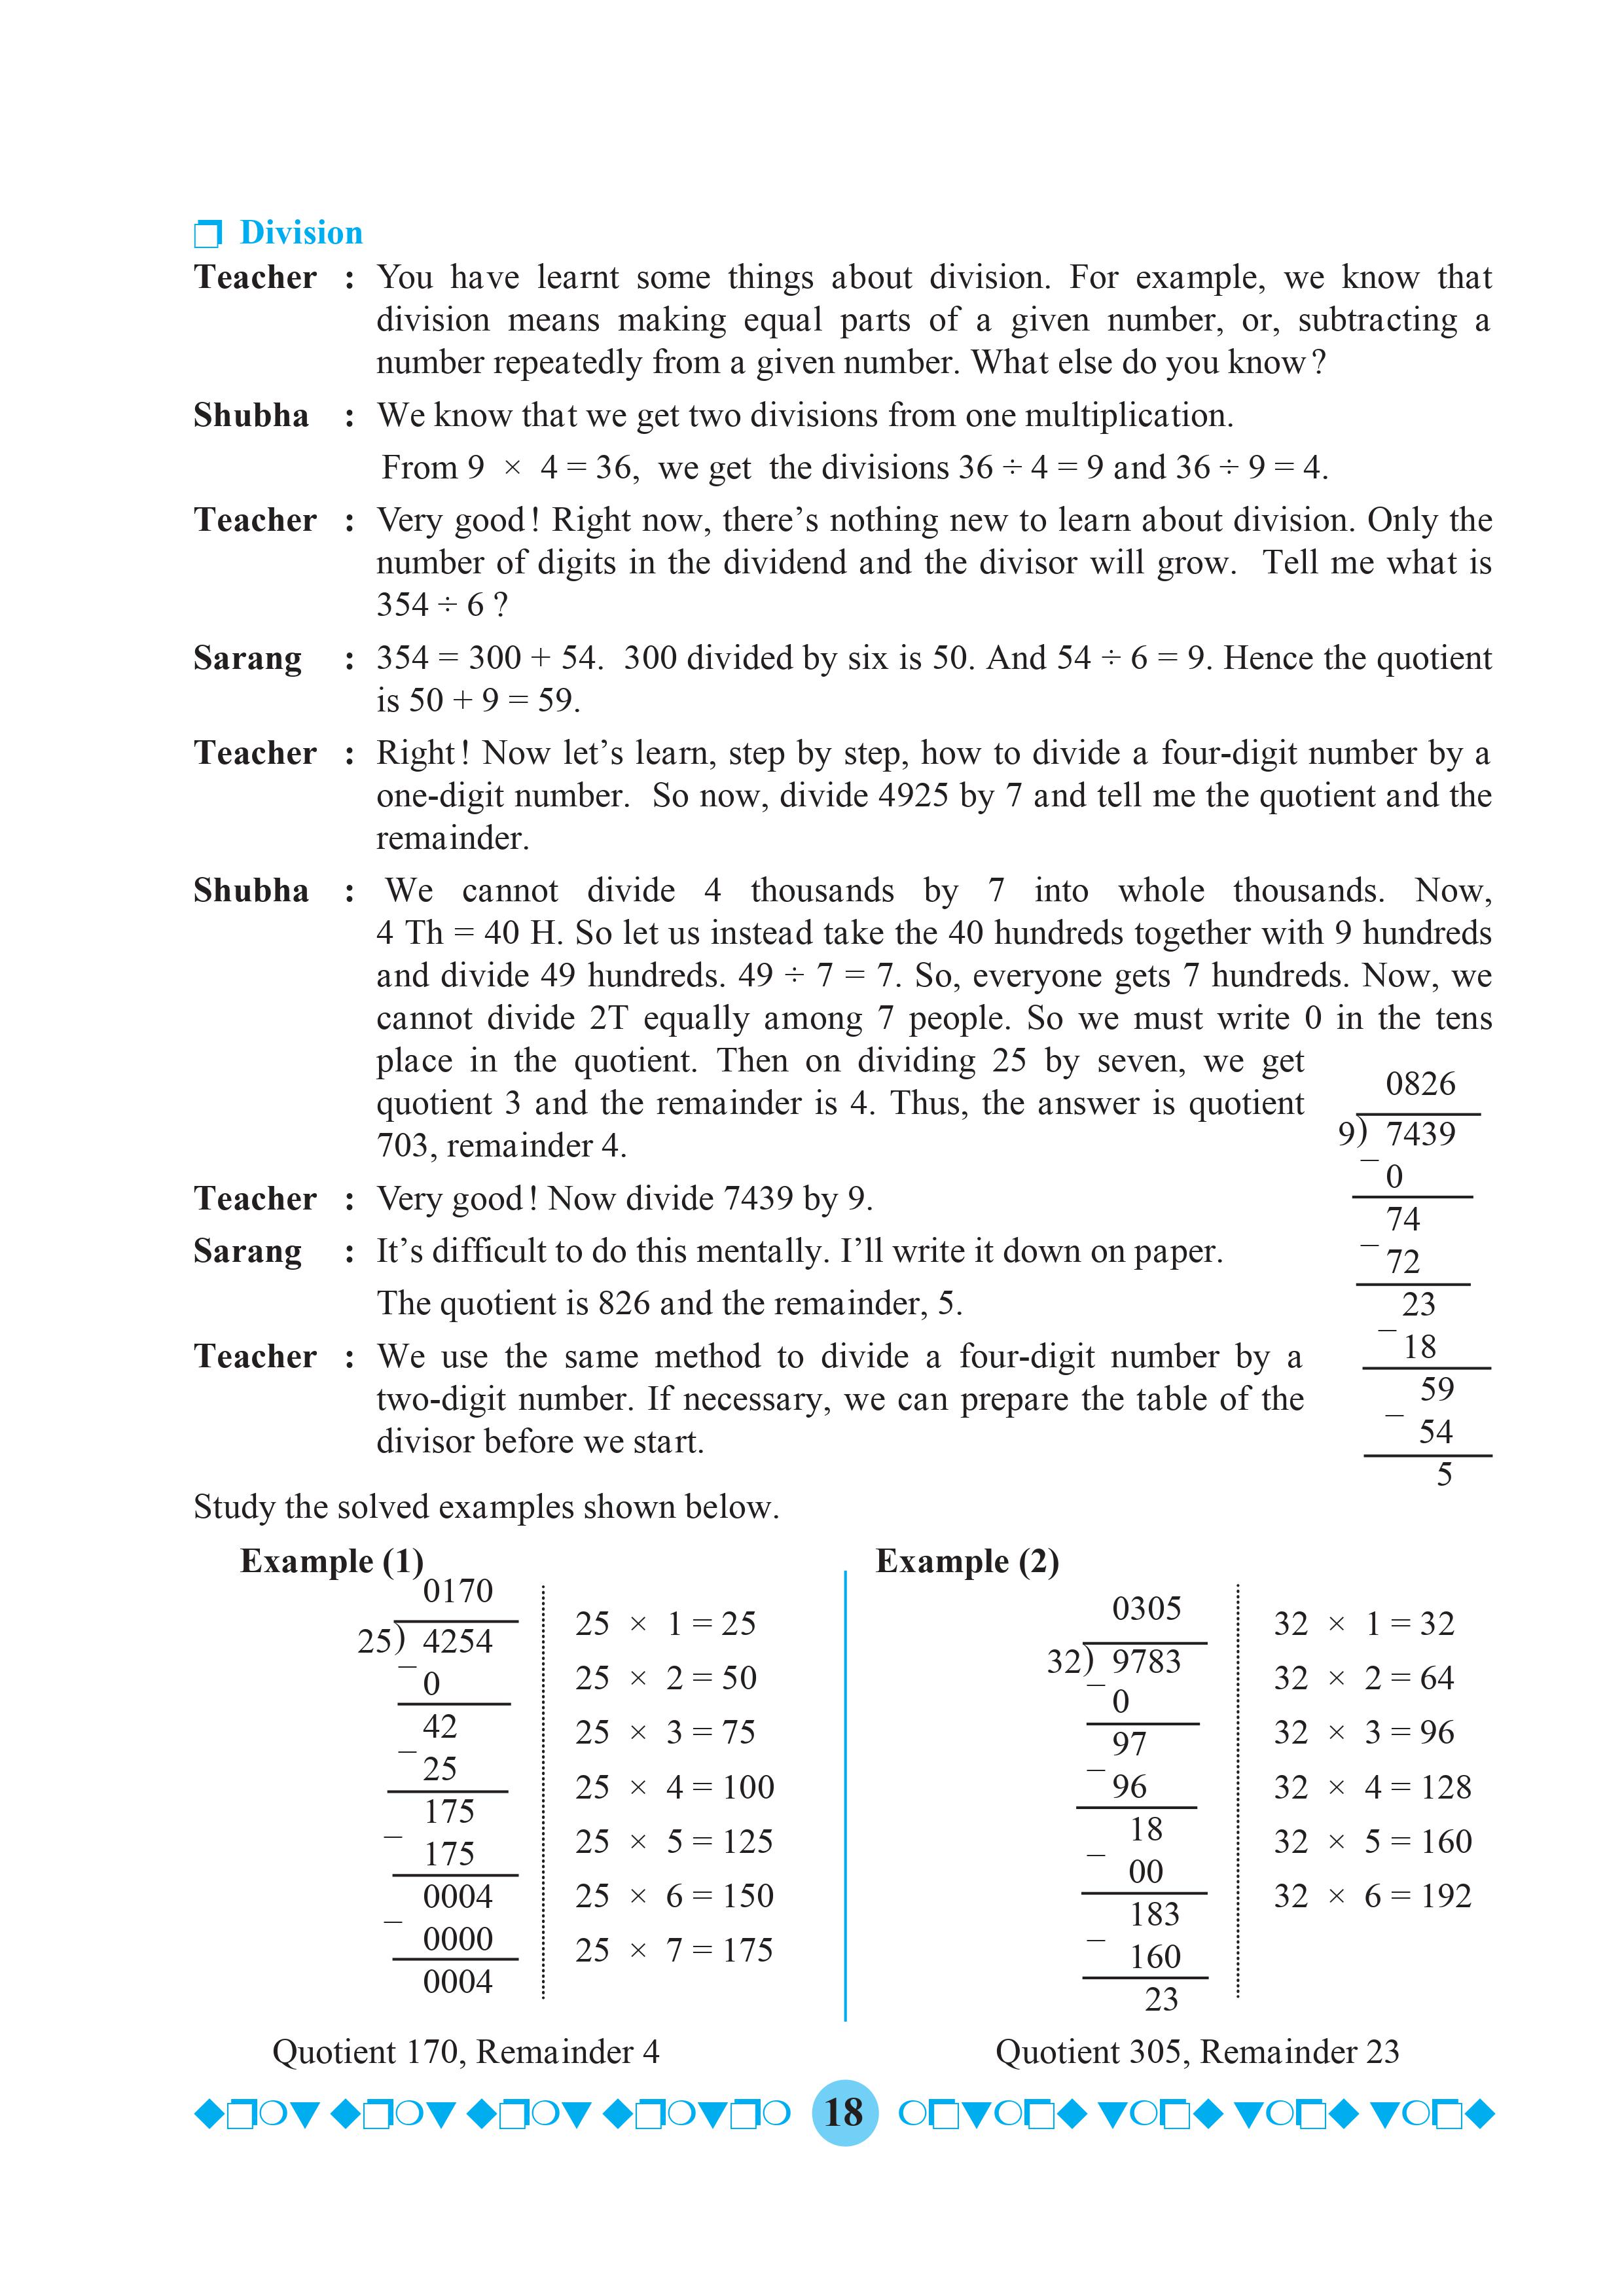 Division
Teacher : You have learnt some things about division. For example, we know that
division means making equal parts of a given number, or, subtracting a
number repeatedly from a given number. What else do you know?
Shubha : We know that we get two divisions from one multiplication.
From 9 × 4 = 36, we get the divisions 36 ÷ 4 = 9 and 36 ÷ 9 = 4.
Teacher : Very good! Right now, there's nothing new to learn about division. Only the
number of digits in the dividend and the divisor will grow. Tell me what is
354 ÷ 6 ?
Sarang : 354 = 300 + 54. 300 divided by six is 50. And 54 ÷ 6 = 9. Hence the quotient
is 50 + 9 = 59.
Teacher : Right! Now let's learn, step by step, how to divide a four-digit number by a
one-digit number. So now, divide 4925 by 7 and tell me the quotient and the
remainder.
Shubha : We cannot divide 4 thousands by 7 into whole thousands. Now,
4 Th = 40 H. So let us instead take the 40 hundreds together with 9 hundreds
and divide 49 hundreds. 49 ÷ 7 = 7. So, everyone gets 7 hundreds. Now, we
cannot divide 2T equally among 7 people. So we must write 0 in the tens
place in the quotient. Then on dividing 25 by seven, we get
quotient 3 and the remainder is 4. Thus, the answer is quotient
703, remainder 4.
Teacher : Very good! Now divide 7439 by 9.
Sarang : It's difficult to do this mentally. I'll write it down on paper.
The quotient is 826 and the remainder, 5.
Teacher : We use the same method to divide a four-digit number by a
two-digit number. If necessary, we can prepare the table of the
divisor before we start.
0826
9) 7439
– 0
74
– 72
23
– 18
59
– 54
5
Study the solved examples shown below.
Example (1)
0170
25) 4254
– 0
42
– 25
175
– 175
0004
– 0000
0004
25 × 1 = 25
25 × 2 = 50
25 × 3 = 75
25 × 4 = 100
25 × 5 = 125
25 × 6 = 150
25 × 7 = 175
Quotient 170, Remainder 4
Example (2)
0305
32) 9783
– 0
97
– 96
18
– 00
183
– 160
23
32 × 1 = 32
32 × 2 = 64
32 × 3 = 96
32 × 4 = 128
32 × 5 = 160
32 × 6 = 192
Quotient 305, Remainder 23
18